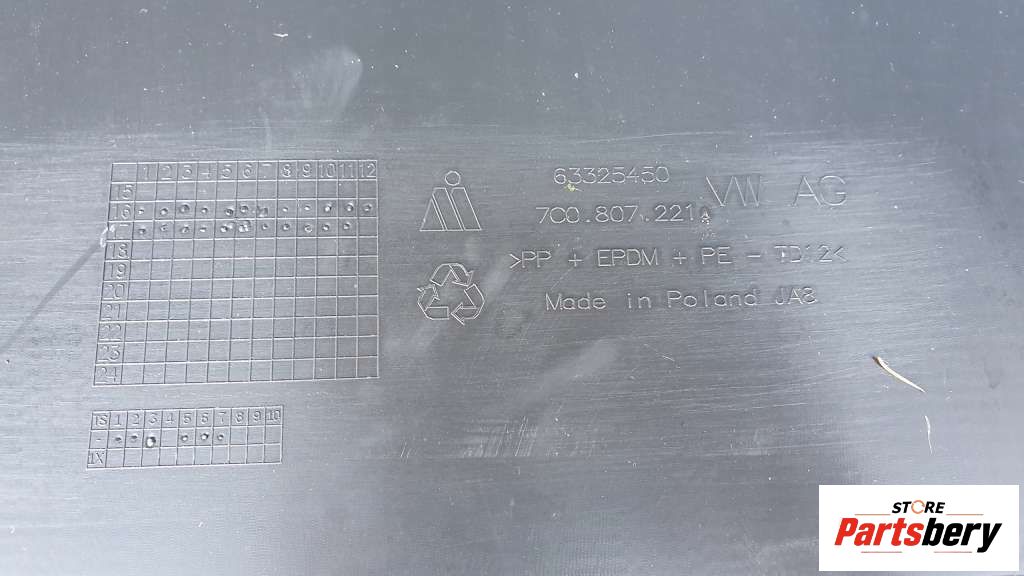 1 2 3 4 5 6 7 8 9 10 11 12
15
16
17
18
19
20
21
22
23
24
63325450
7C0.807.221 A
VW AG
>PP + EPDM + PE - TD12<
Made in Poland JA8
IS 1 2 3 4 5 6 7 8 9 10
-
IX
STORE
Partsbery